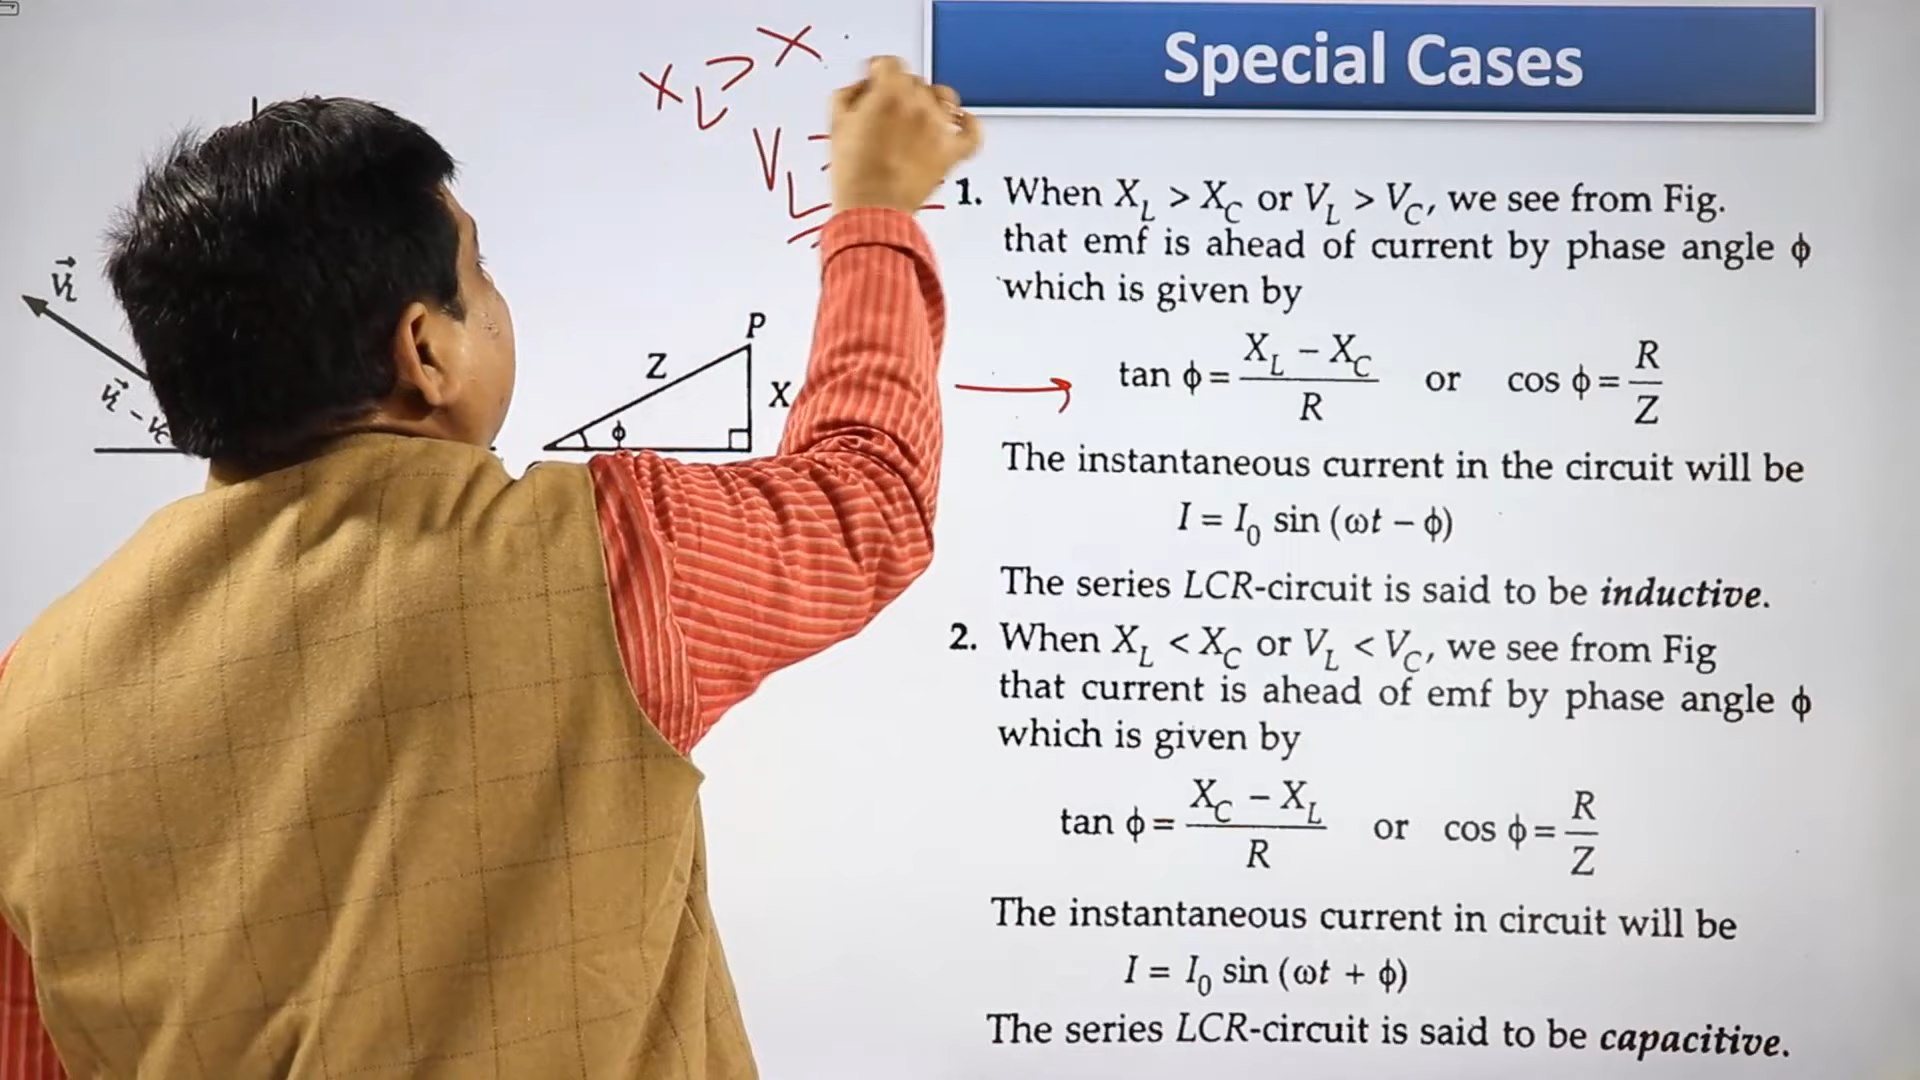 Special Cases
X_L > X
V_L
V_L
V_L - V_C
P
Z
X
ϕ
1. When X_L > X_C or V_L > V_C, we see from Fig.
that emf is ahead of current by phase angle ϕ
which is given by
tan ϕ = (X_L − X_C)/R or cos ϕ = R/Z
The instantaneous current in the circuit will be
I = I_0 sin (ωt − ϕ)
The series LCR-circuit is said to be inductive.
2. When X_L < X_C or V_L < V_C, we see from Fig
that current is ahead of emf by phase angle ϕ
which is given by
tan ϕ = (X_C − X_L)/R or cos ϕ = R/Z
The instantaneous current in circuit will be
I = I_0 sin (ωt + ϕ)
The series LCR-circuit is said to be capacitive.